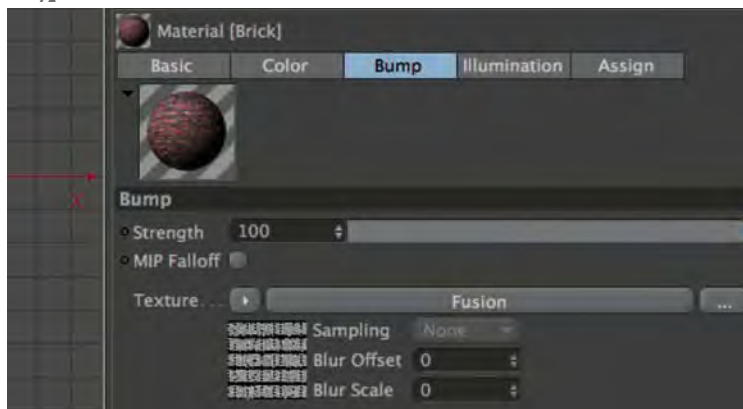 Material [Brick]
Basic Color Bump Illumination Assign
X
Bump
Strength 100
MIP Falloff
Texture... Fusion ...
Sampling None
Blur Offset 0
Blur Scale 0